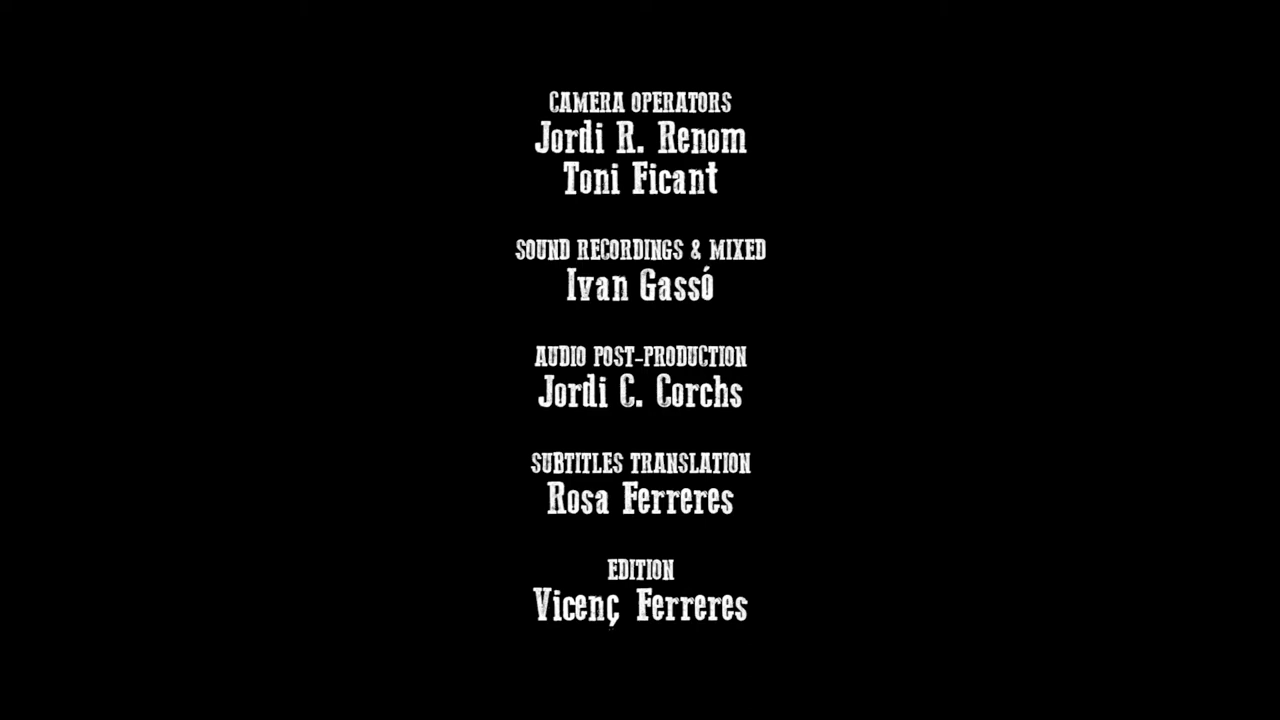 CAMERA OPERATORS
Jordi R. Renom
Toni Ficant
SOUND RECORDINGS & MIXED
Ivan Gassó
AUDIO POST-PRODUCTION
Jordi C. Corchs
SUBTITLES TRANSLATION
Rosa Ferreres
EDITION
Vicenç Ferreres